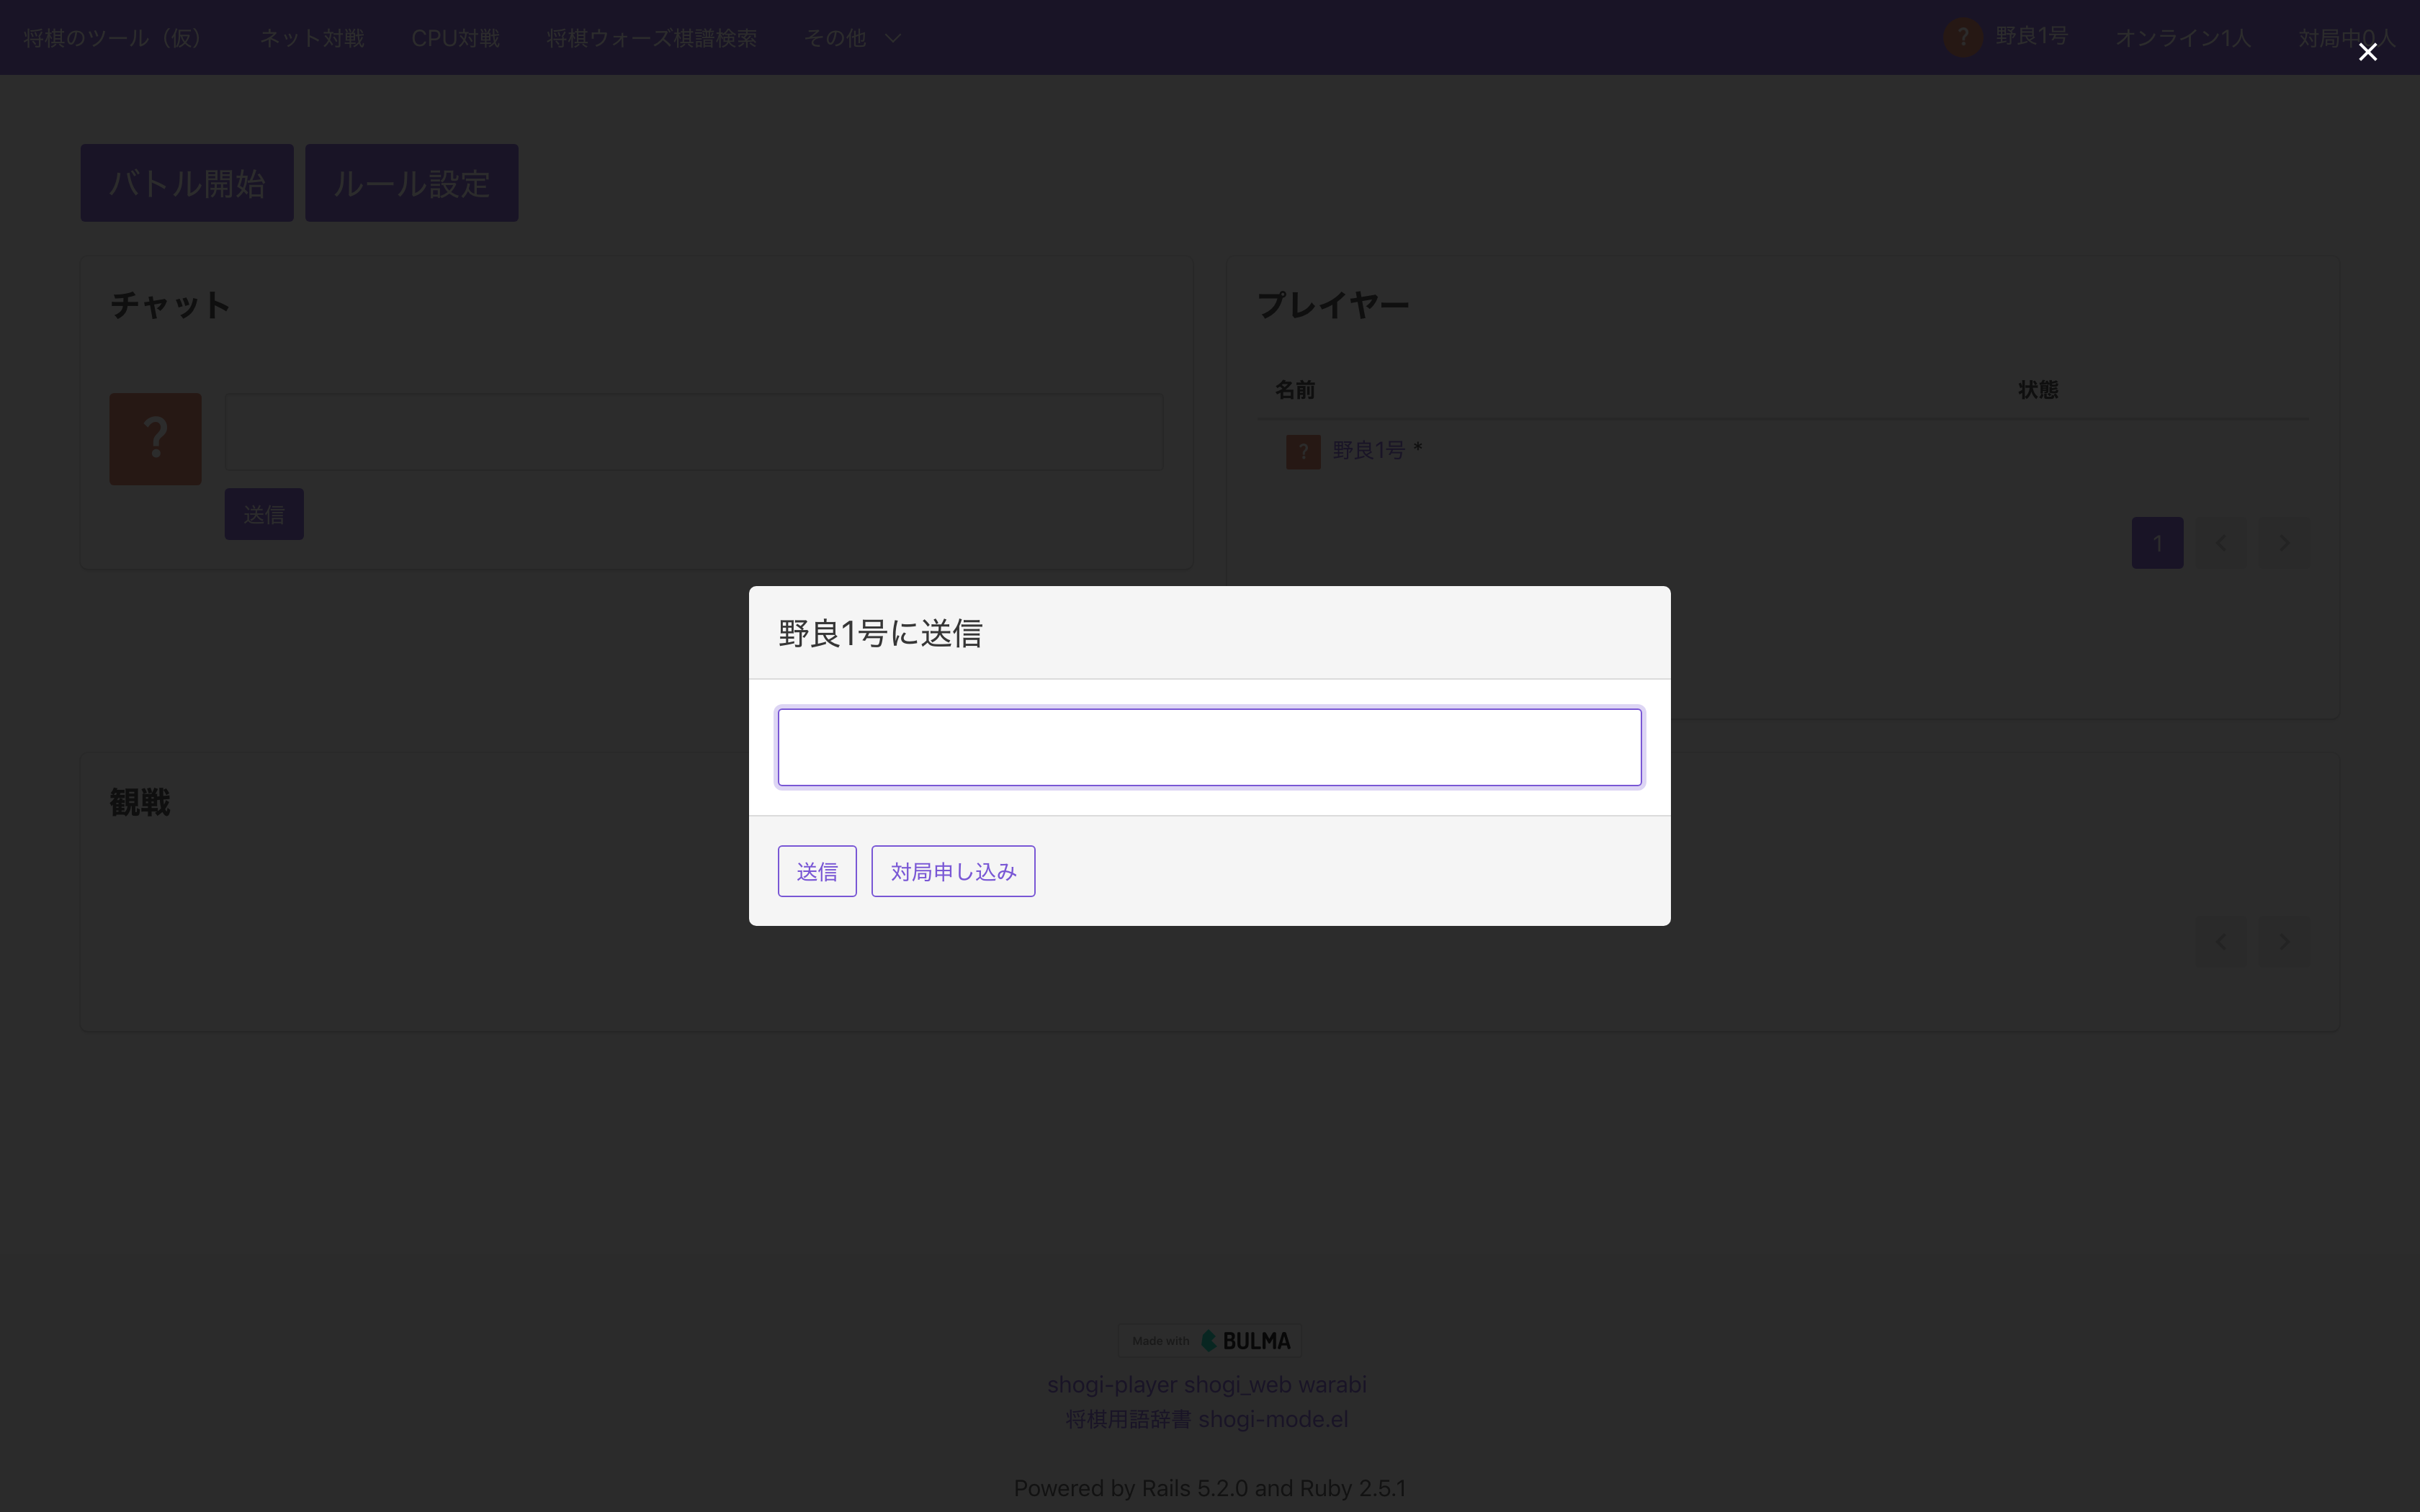 将棋のツール（仮） ネット対戦 CPU対戦 将棋ウォーズ棋譜検索 その他 ? 野良1号 オンライン1人 対局中0人
バトル開始 ルール設定
チャット
?
送信
プレイヤー
名前 状態
? 野良1号 *
1
野良1号に送信
送信 対局申し込み
観戦
Made with BULMA
shogi-player shogi_web warabi
将棋用語辞書 shogi-mode.el
Powered by Rails 5.2.0 and Ruby 2.5.1